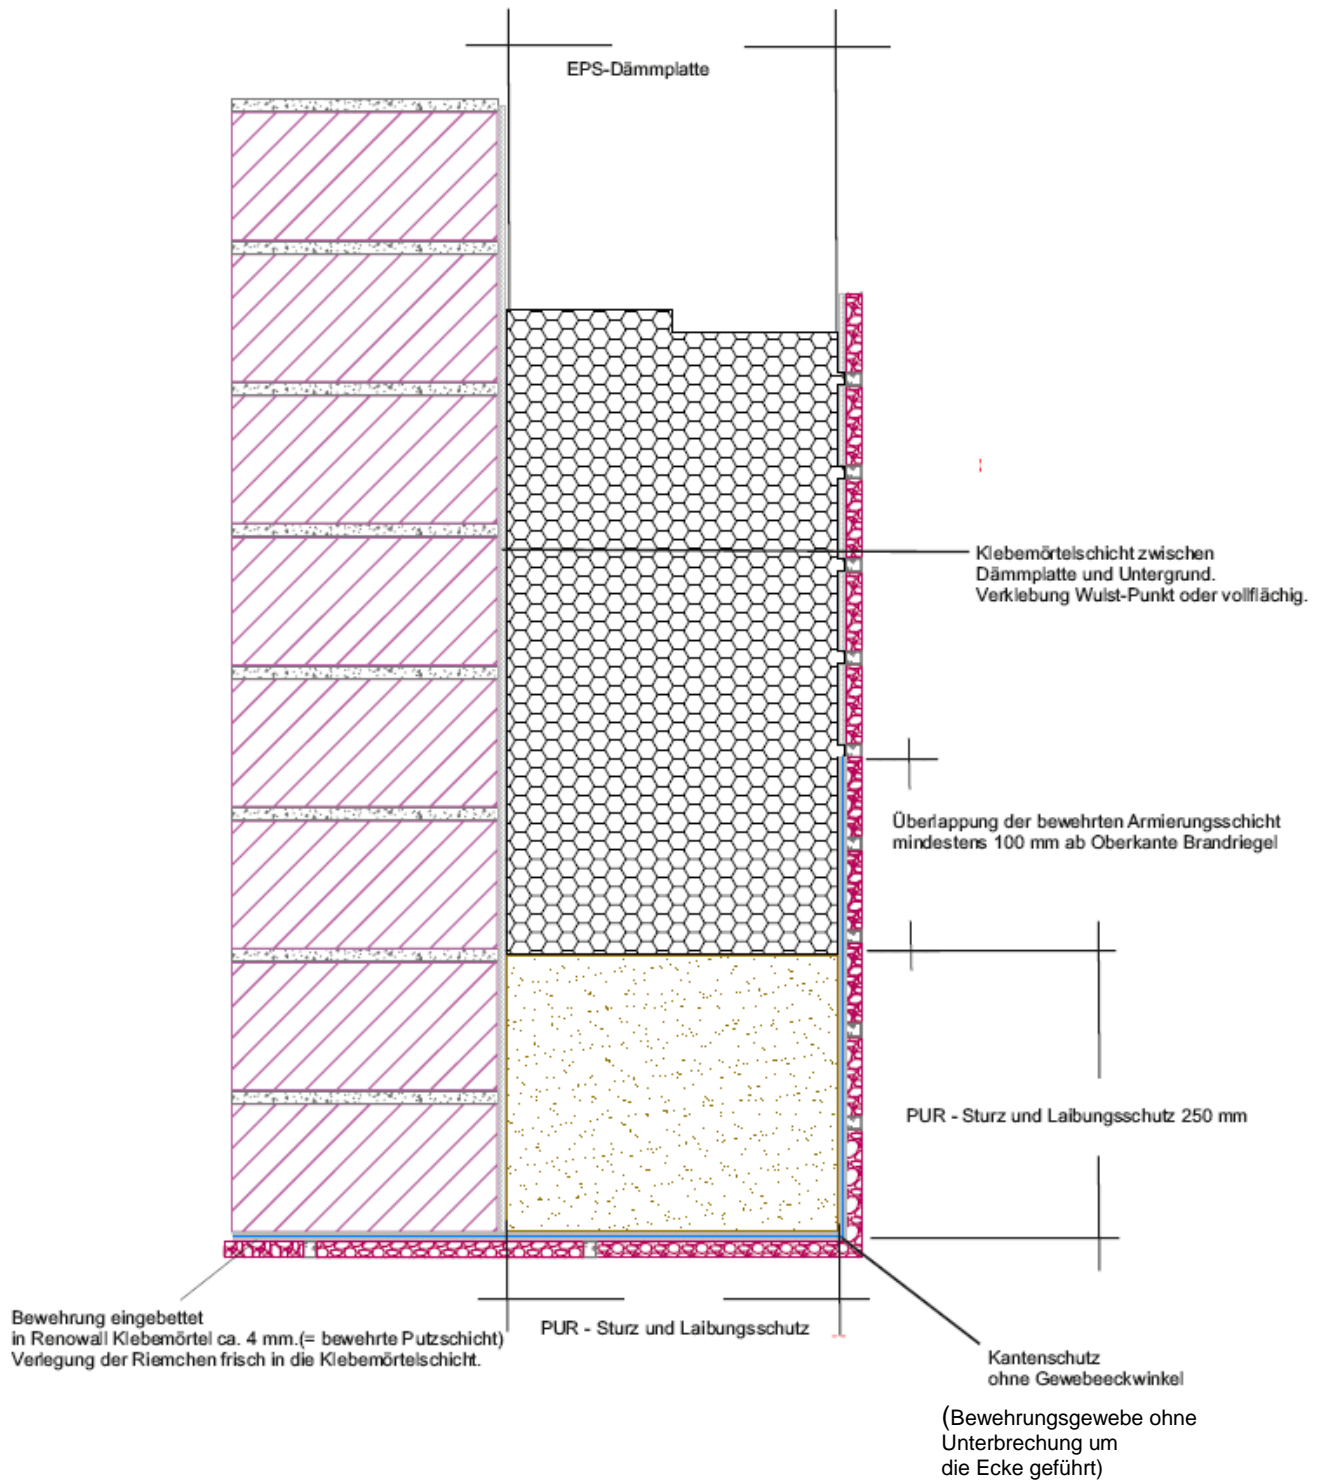 EPS-Dämmplatte
Klebemörtelschicht zwischen
Dämmplatte und Untergrund.
Verklebung Wulst-Punkt oder vollflächig.
Überlappung der bewehrten Armierungsschicht
mindestens 100 mm ab Oberkante Brandriegel
PUR - Sturz und Laibungsschutz 250 mm
Bewehrung eingebettet
in Renowall Klebemörtel ca. 4 mm.(= bewehrte Putzschicht)
Verlegung der Riemchen frisch in die Klebemörtelschicht.
PUR - Sturz und Laibungsschutz
Kantenschutz
ohne Gewebeeckwinkel
(Bewehrungsgewebe ohne
Unterbrechung um
die Ecke geführt)